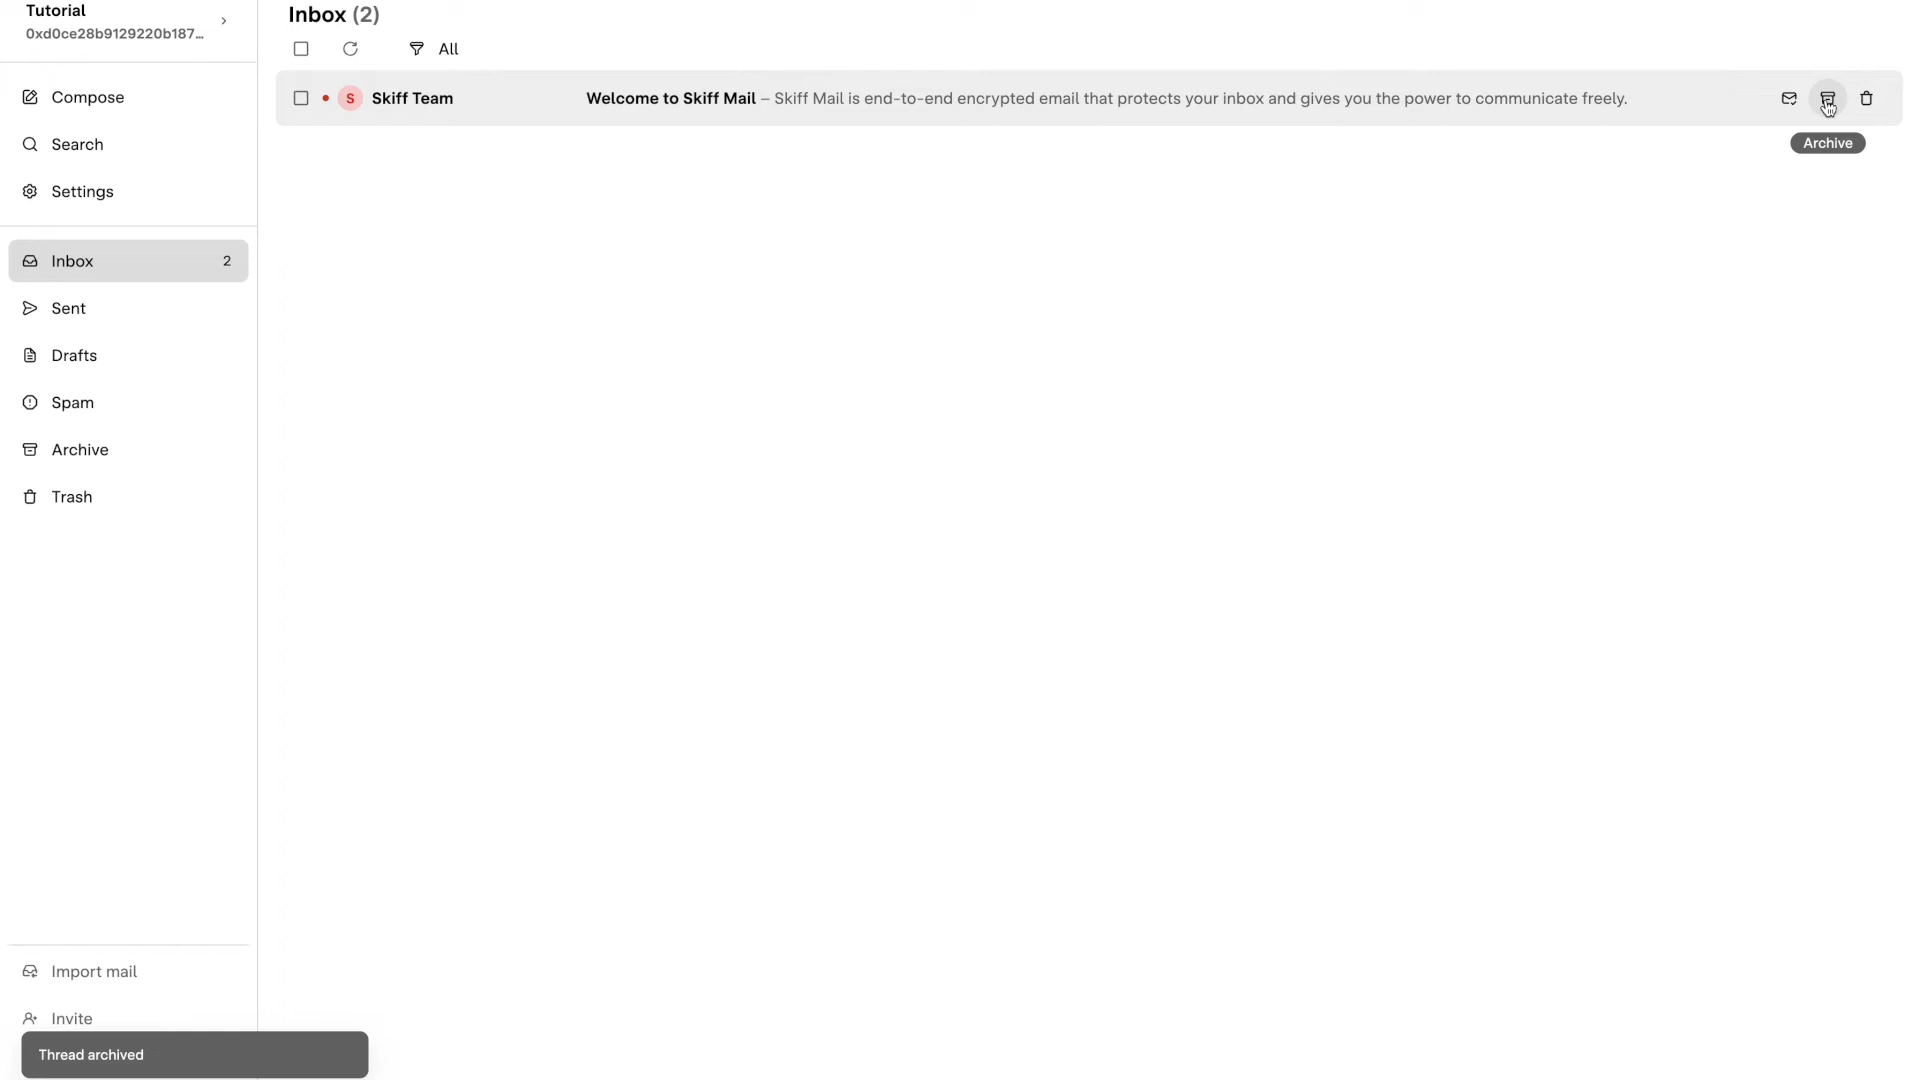 Tutorial
0xd0ce28b9129220b187...
Compose
Search
Settings
Inbox 2
Sent
Drafts
Spam
Archive
Trash
Import mail
Invite
Thread archived
Inbox (2)
All
S Skiff Team Welcome to Skiff Mail – Skiff Mail is end-to-end encrypted email that protects your inbox and gives you the power to communicate freely.
Archive